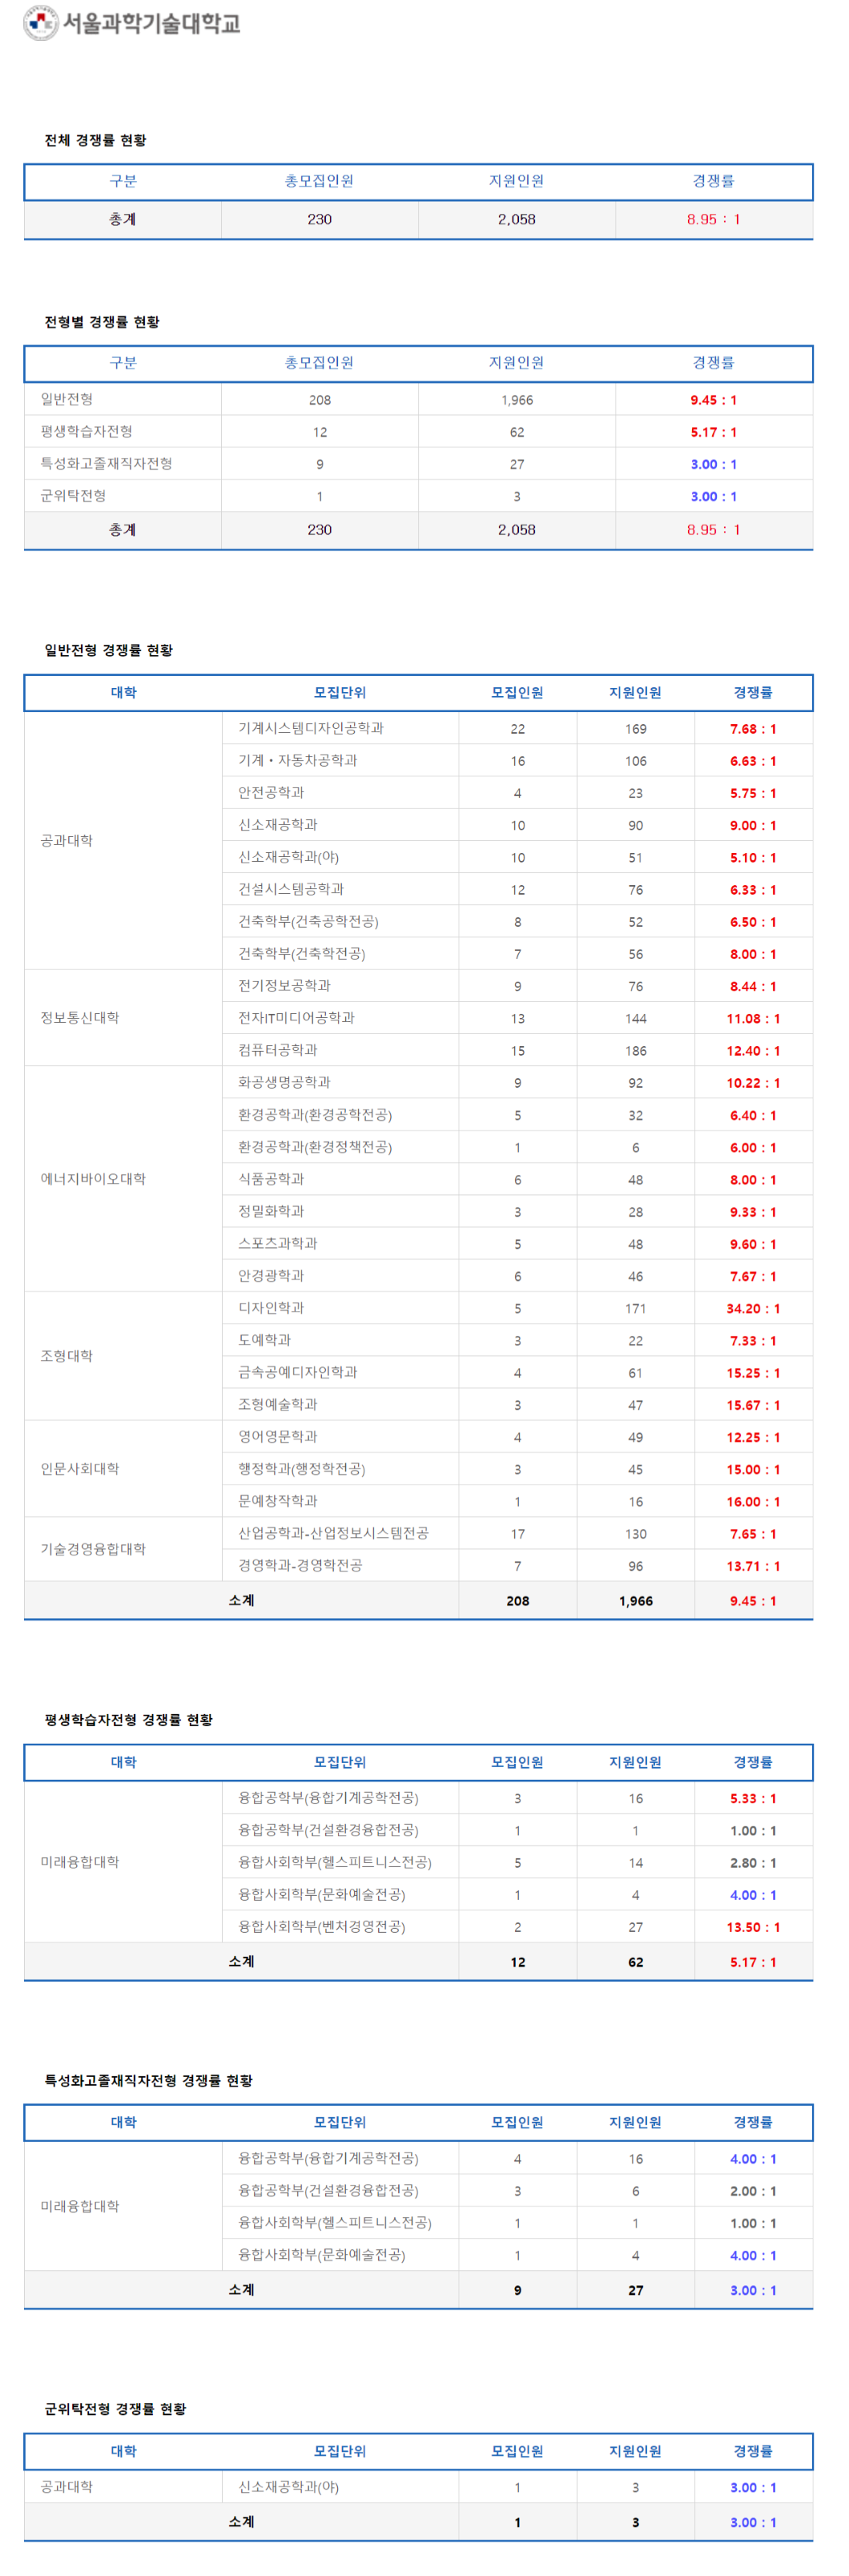 서울과학기술대학교
전체 경쟁률 현황
구분 총모집인원 지원인원 경쟁률
총계 230 2,058 8.95 : 1
전형별 경쟁률 현황
구분 총모집인원 지원인원 경쟁률
일반전형 208 1,966 9.45 : 1
평생학습자전형 12 62 5.17 : 1
특성화고졸재직자전형 9 27 3.00 : 1
군위탁전형 1 3 3.00 : 1
총계 230 2,058 8.95 : 1
일반전형 경쟁률 현황
대학 모집단위 모집인원 지원인원 경쟁률
공과대학 기계시스템디자인공학과 22 169 7.68 : 1
기계・자동차공학과 16 106 6.63 : 1
안전공학과 4 23 5.75 : 1
신소재공학과 10 90 9.00 : 1
신소재공학과(야) 10 51 5.10 : 1
건설시스템공학과 12 76 6.33 : 1
건축학부(건축공학전공) 8 52 6.50 : 1
건축학부(건축학전공) 7 56 8.00 : 1
정보통신대학 전기정보공학과 9 76 8.44 : 1
전자IT미디어공학과 13 144 11.08 : 1
컴퓨터공학과 15 186 12.40 : 1
에너지바이오대학 화공생명공학과 9 92 10.22 : 1
환경공학과(환경공학전공) 5 32 6.40 : 1
환경공학과(환경정책전공) 1 6 6.00 : 1
식품공학과 6 48 8.00 : 1
정밀화학과 3 28 9.33 : 1
스포츠과학과 5 48 9.60 : 1
안경광학과 6 46 7.67 : 1
조형대학 디자인학과 5 171 34.20 : 1
도예학과 3 22 7.33 : 1
금속공예디자인학과 4 61 15.25 : 1
조형예술학과 3 47 15.67 : 1
인문사회대학 영어영문학과 4 49 12.25 : 1
행정학과(행정학전공) 3 45 15.00 : 1
문예창작학과 1 16 16.00 : 1
기술경영융합대학 산업공학과-산업정보시스템전공 17 130 7.65 : 1
경영학과-경영학전공 7 96 13.71 : 1
소계 208 1,966 9.45 : 1
평생학습자전형 경쟁률 현황
대학 모집단위 모집인원 지원인원 경쟁률
미래융합대학 융합공학부(융합기계공학전공) 3 16 5.33 : 1
융합공학부(건설환경융합전공) 1 1 1.00 : 1
융합사회학부(헬스피트니스전공) 5 14 2.80 : 1
융합사회학부(문화예술전공) 1 4 4.00 : 1
융합사회학부(벤처경영전공) 2 27 13.50 : 1
소계 12 62 5.17 : 1
특성화고졸재직자전형 경쟁률 현황
대학 모집단위 모집인원 지원인원 경쟁률
미래융합대학 융합공학부(융합기계공학전공) 4 16 4.00 : 1
융합공학부(건설환경융합전공) 3 6 2.00 : 1
융합사회학부(헬스피트니스전공) 1 1 1.00 : 1
융합사회학부(문화예술전공) 1 4 4.00 : 1
소계 9 27 3.00 : 1
군위탁전형 경쟁률 현황
대학 모집단위 모집인원 지원인원 경쟁률
공과대학 신소재공학과(야) 1 3 3.00 : 1
소계 1 3 3.00 : 1